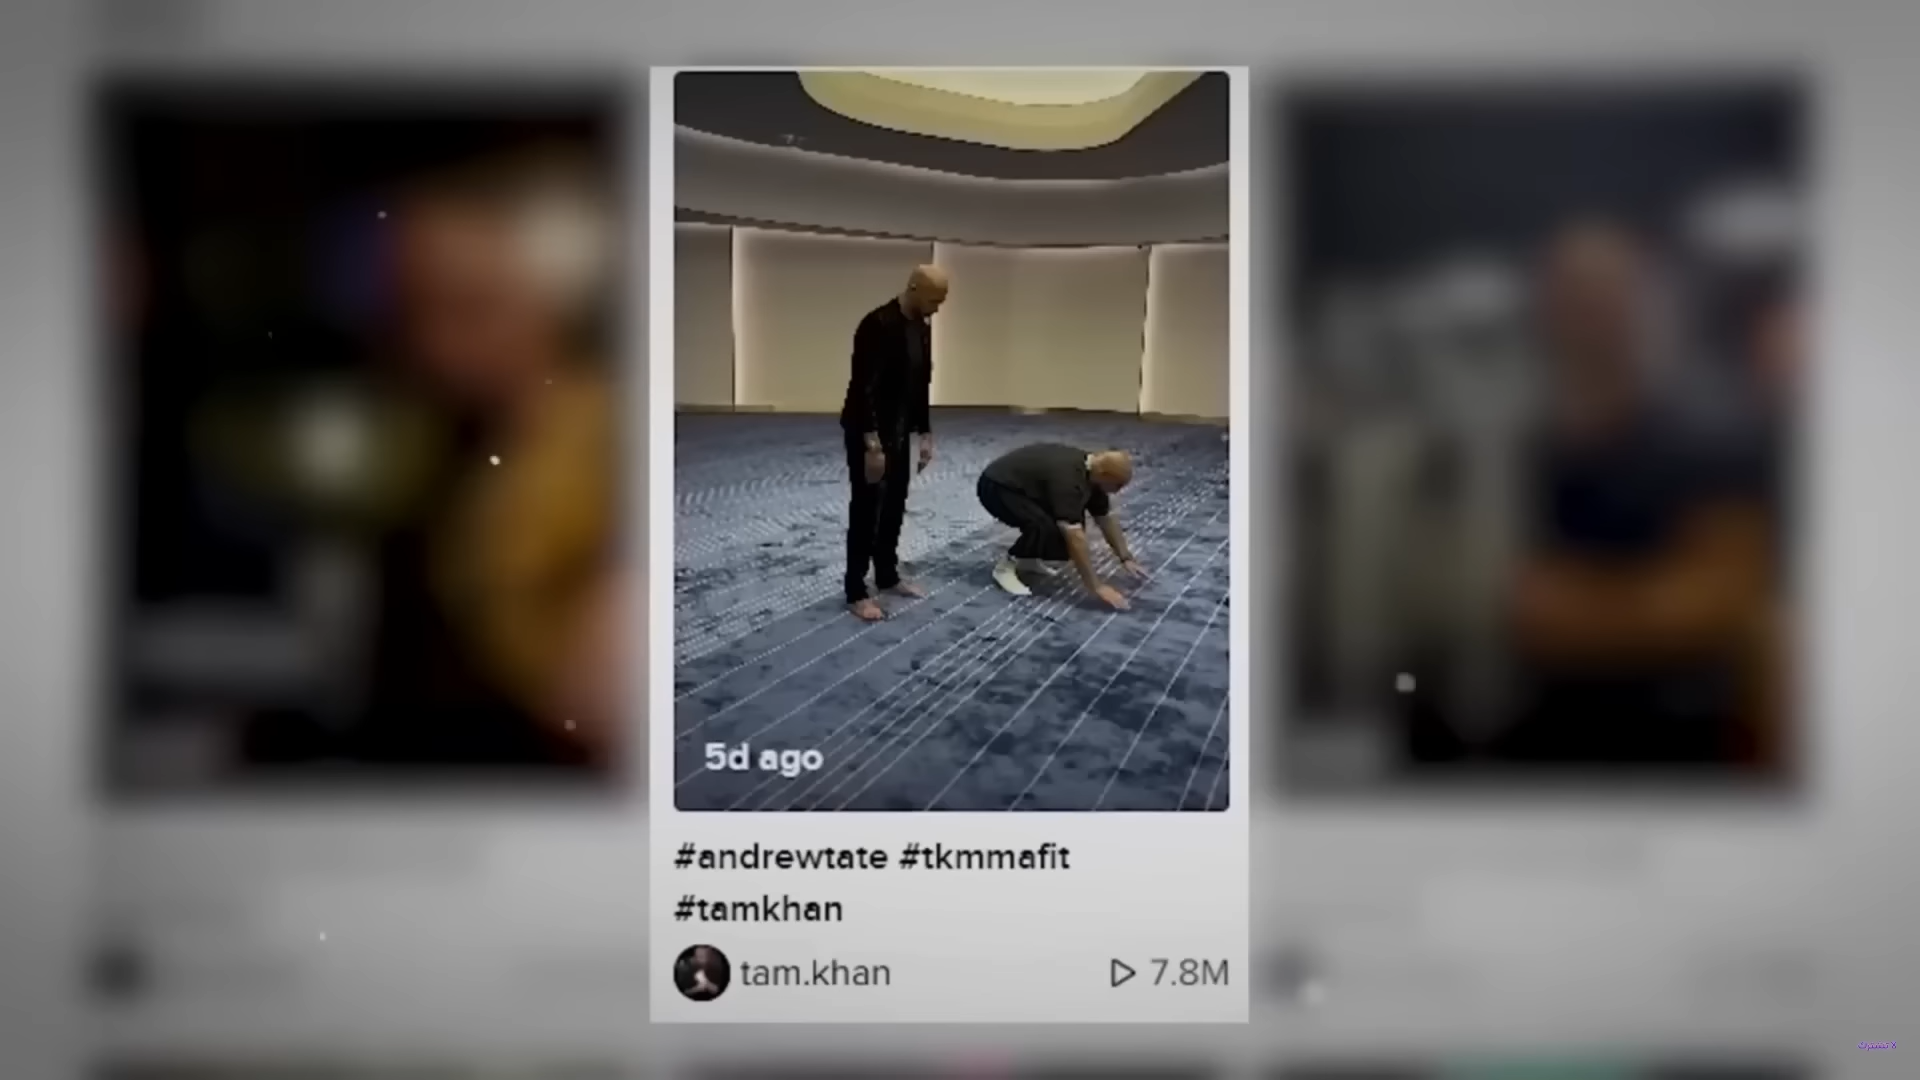 5d ago
#andrewtate #tkmmafit
#tamkhan
tam.khan
7.8M